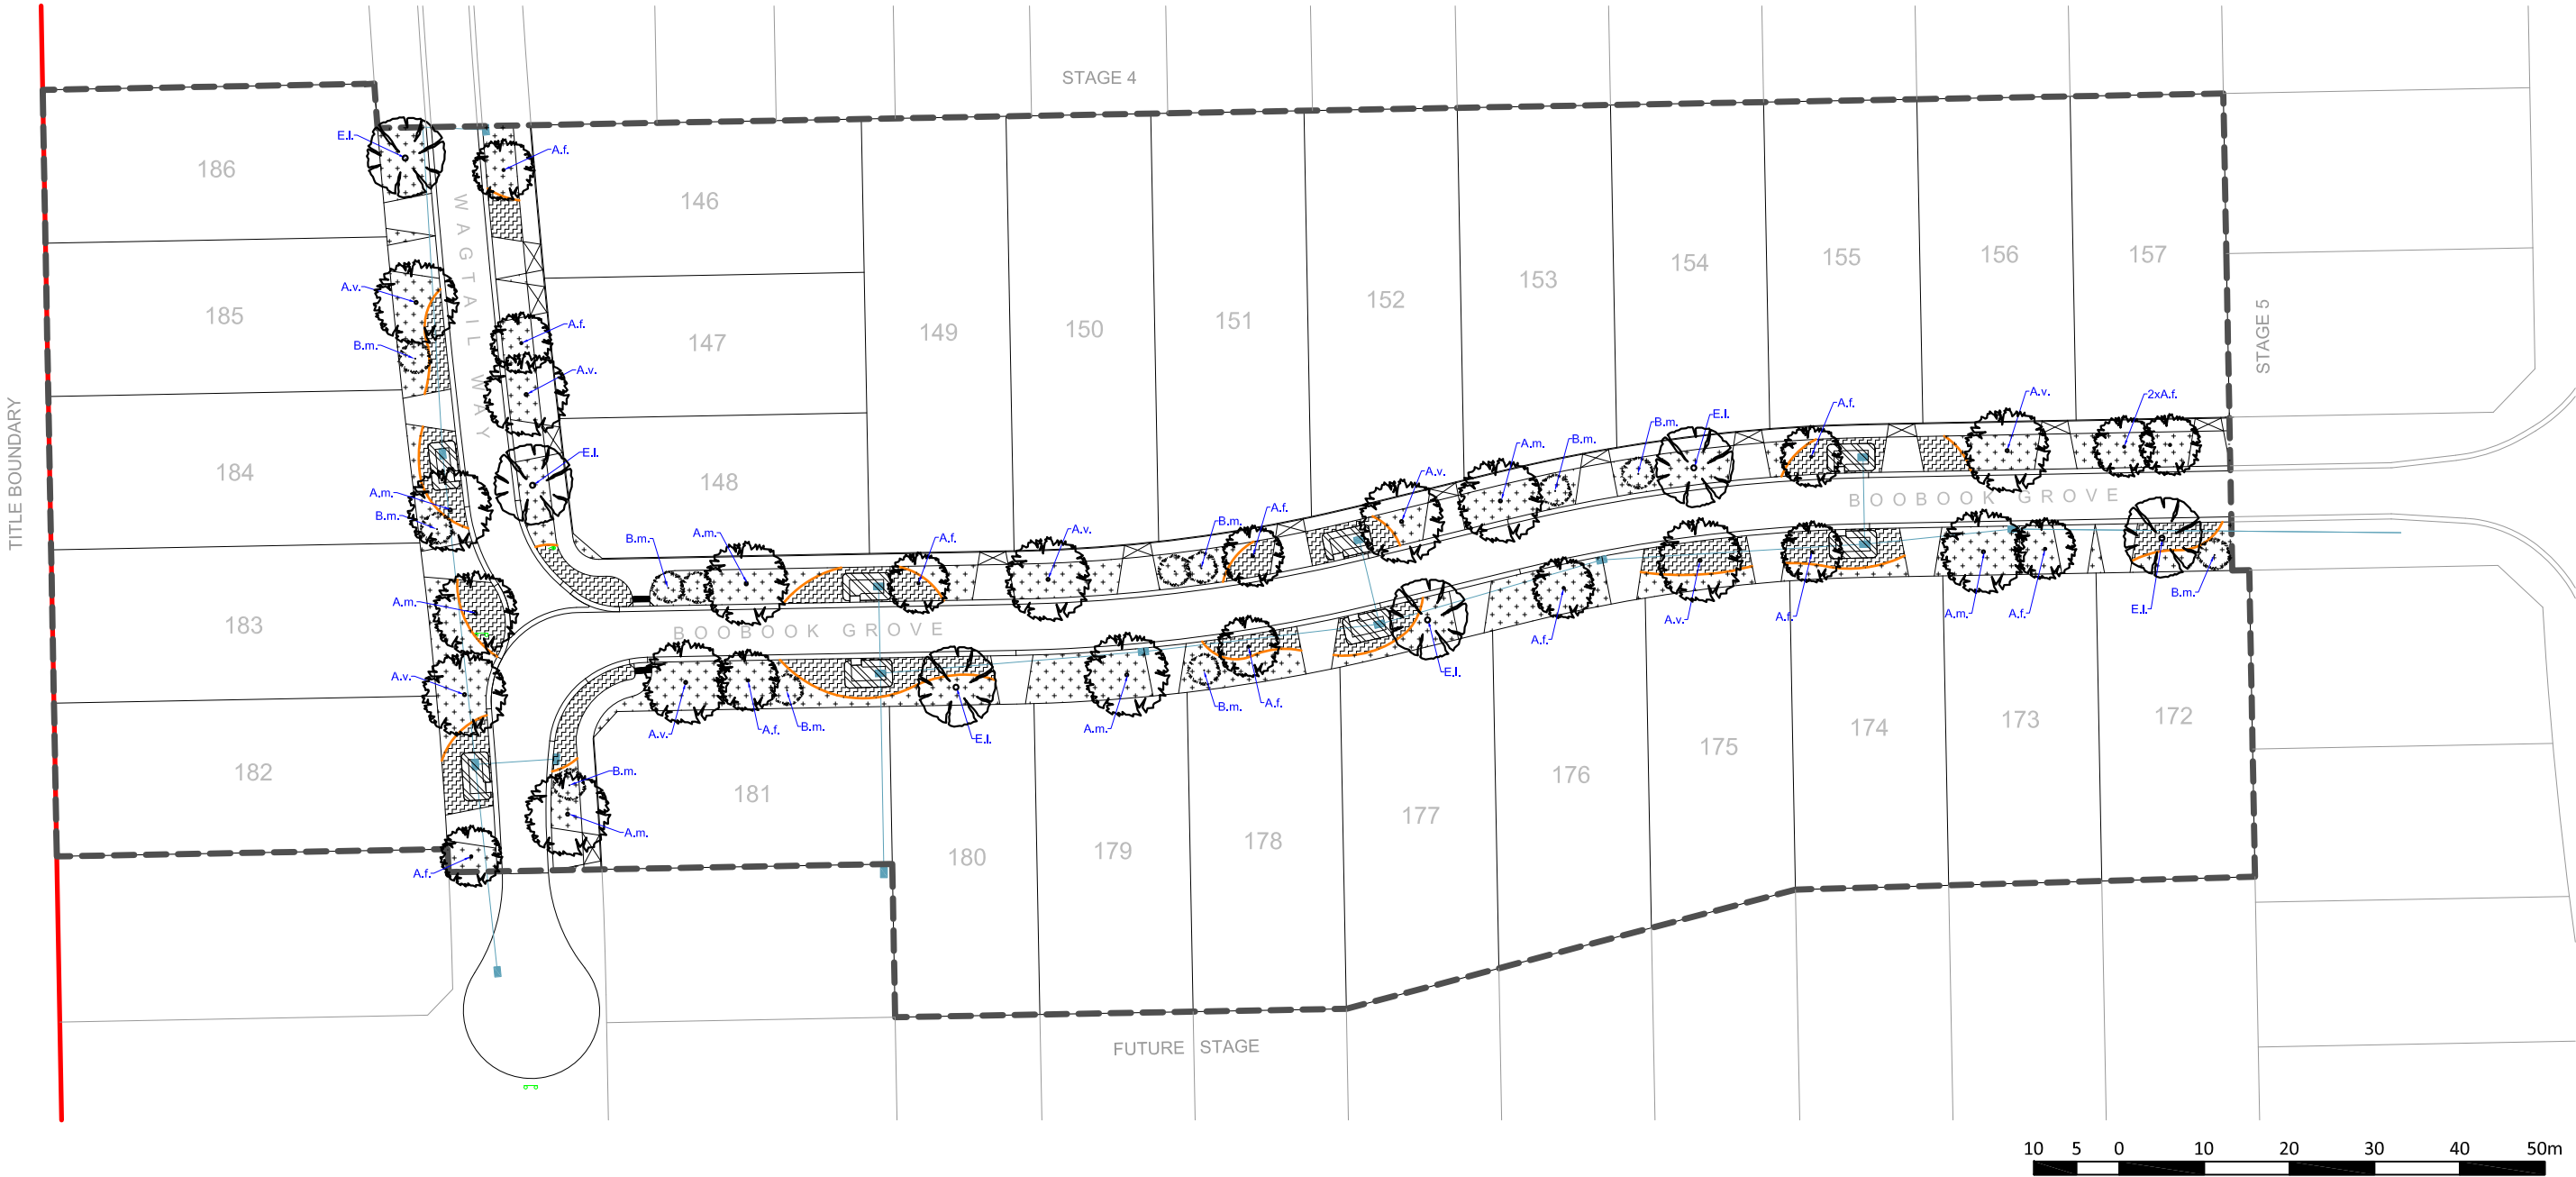 STAGE 4
E.l.
A.f.
186
146
WAGTAIL WAY
A.v.
185
B.m.
A.f.
147
A.v.
184
E.l.
148
A.m.
B.m.
149
150
151
152
153
154
155
156
157
STAGE 5
TITLE BOUNDARY
183
A.m.
A.v.
182
A.f.
B.m.
A.m.
A.f.
A.v.
B.m.
A.f.
A.v.
A.m.
B.m.
B.m.
E.l.
A.f.
A.v.
2xA.f.
BOOBOOK GROVE
BOOBOOK GROVE
A.v.
A.f.
B.m.
E.l.
A.m.
B.m.
A.f.
E.l.
A.f.
A.v.
A.f.
A.m.
A.f.
E.l.
B.m.
B.m.
A.m.
181
180
179
178
177
176
175
174
173
172
FUTURE STAGE
10 5 0 10 20 30 40 50m